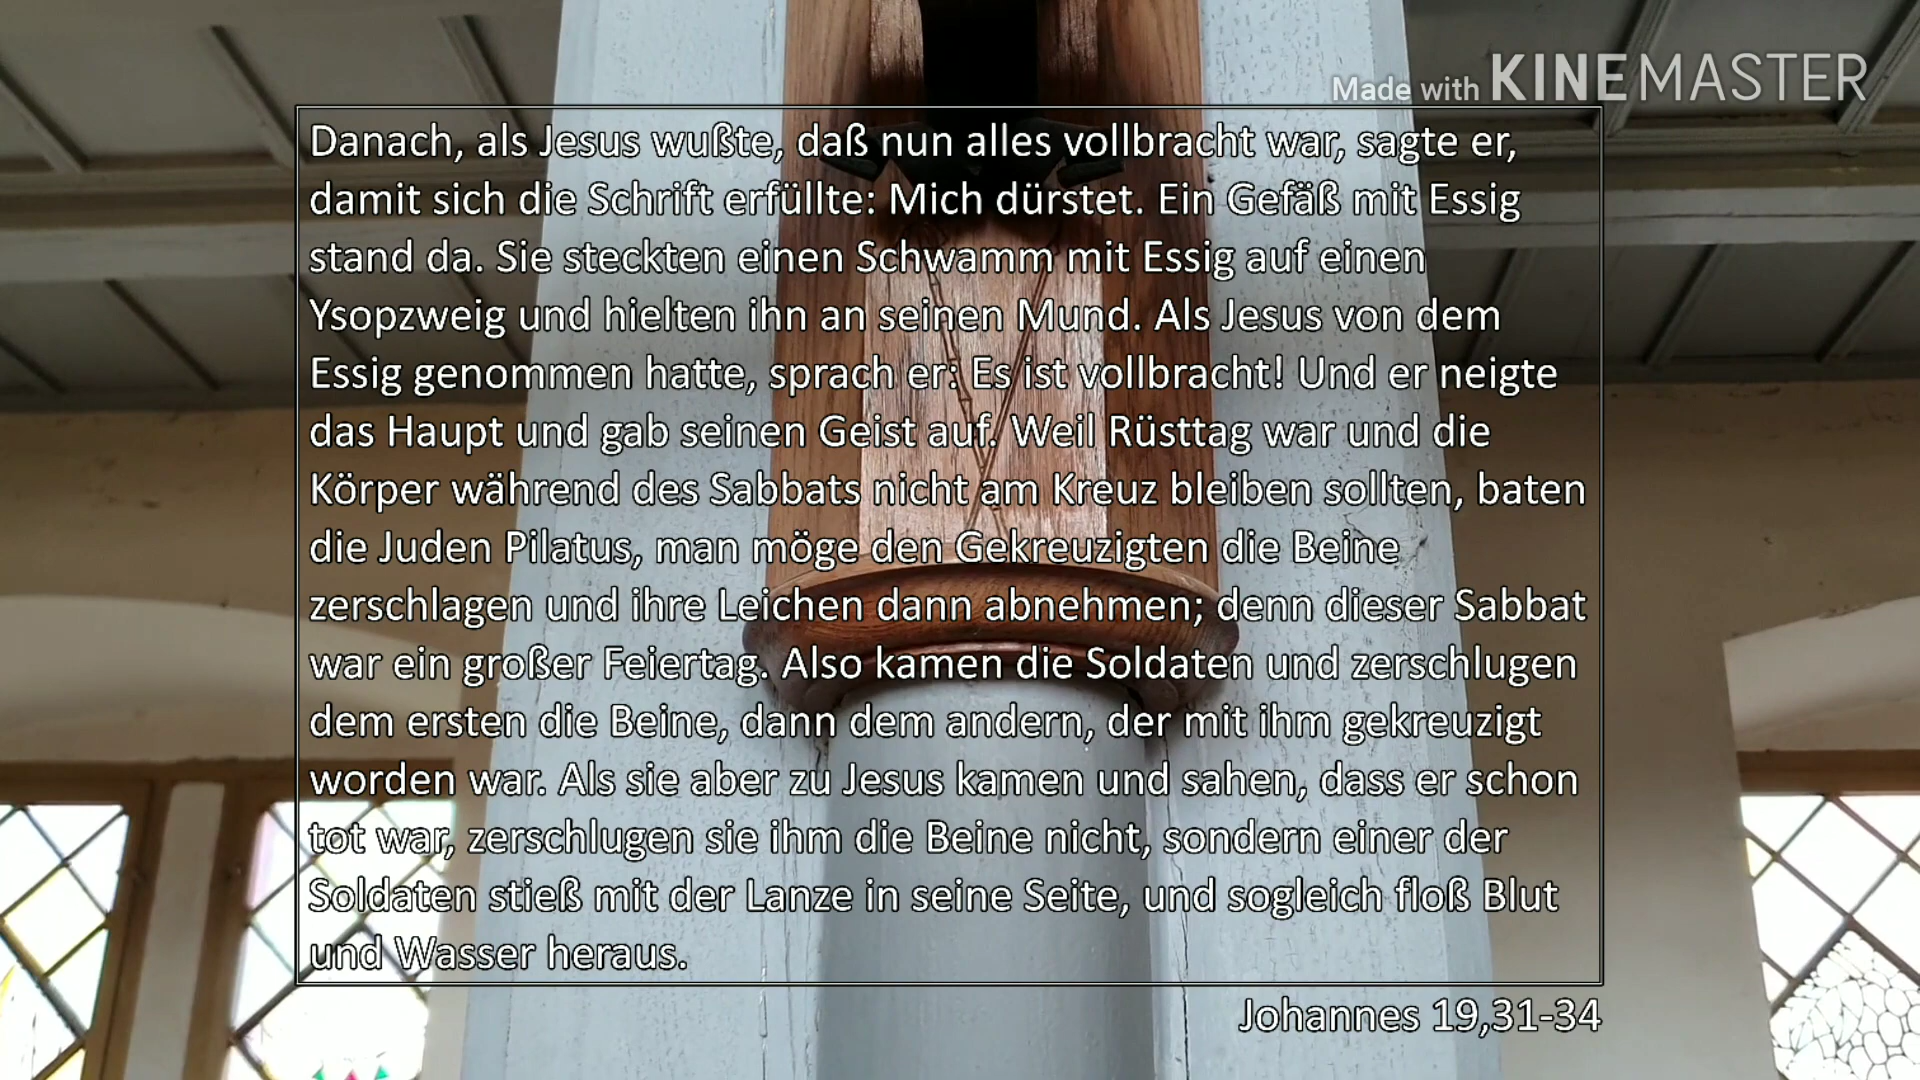 Made with KINEMASTER
Danach, als Jesus wußte, daß nun alles vollbracht war, sagte er,
damit sich die Schrift erfüllte: Mich dürstet. Ein Gefäß mit Essig
stand da. Sie steckten einen Schwamm mit Essig auf einen
Ysopzweig und hielten ihn an seinen Mund. Als Jesus von dem
Essig genommen hatte, sprach er: Es ist vollbracht! Und er neigte
das Haupt und gab seinen Geist auf. Weil Rüsttag war und die
Körper während des Sabbats nicht am Kreuz bleiben sollten, baten
die Juden Pilatus, man möge den Gekreuzigten die Beine
zerschlagen und ihre Leichen dann abnehmen; denn dieser Sabbat
war ein großer Feiertag. Also kamen die Soldaten und zerschlugen
dem ersten die Beine, dann dem andern, der mit ihm gekreuzigt
worden war. Als sie aber zu Jesus kamen und sahen, dass er schon
tot war, zerschlugen sie ihm die Beine nicht, sondern einer der
Soldaten stieß mit der Lanze in seine Seite, und sogleich floß Blut
und Wasser heraus.
Johannes 19,31-34